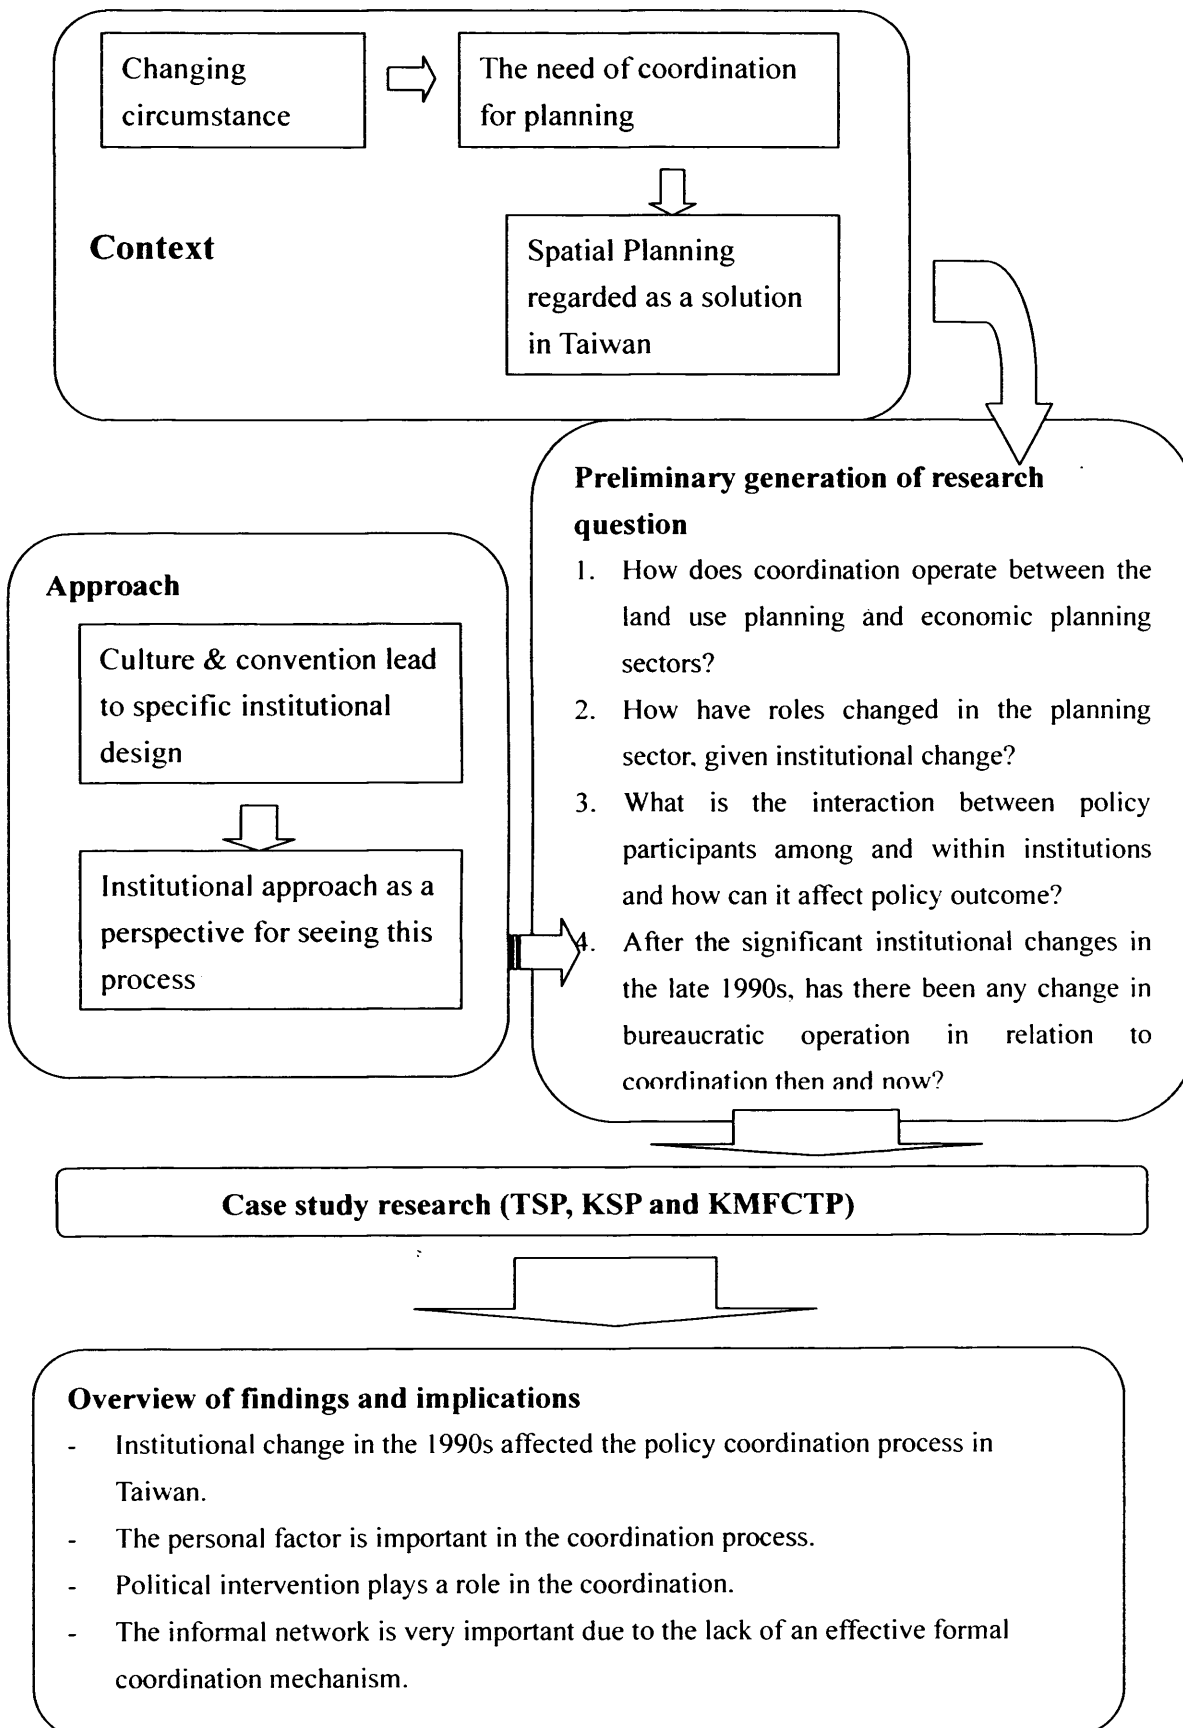 Changing
circumstance
The need of coordination
for planning
Context
Spatial Planning
regarded as a solution
in Taiwan
Preliminary generation of research
question
1. How does coordination operate between the
land use planning and economic planning
sectors?
2. How have roles changed in the planning
sector, given institutional change?
3. What is the interaction between policy
participants among and within institutions
and how can it affect policy outcome?
4. After the significant institutional changes in
the late 1990s, has there been any change in
bureaucratic operation in relation to
coordination then and now?
Approach
Culture & convention lead
to specific institutional
design
Institutional approach as a
perspective for seeing this
process
Case study research (TSP, KSP and KMFCTP)
Overview of findings and implications
- Institutional change in the 1990s affected the policy coordination process in
Taiwan.
- The personal factor is important in the coordination process.
- Political intervention plays a role in the coordination.
- The informal network is very important due to the lack of an effective formal
coordination mechanism.